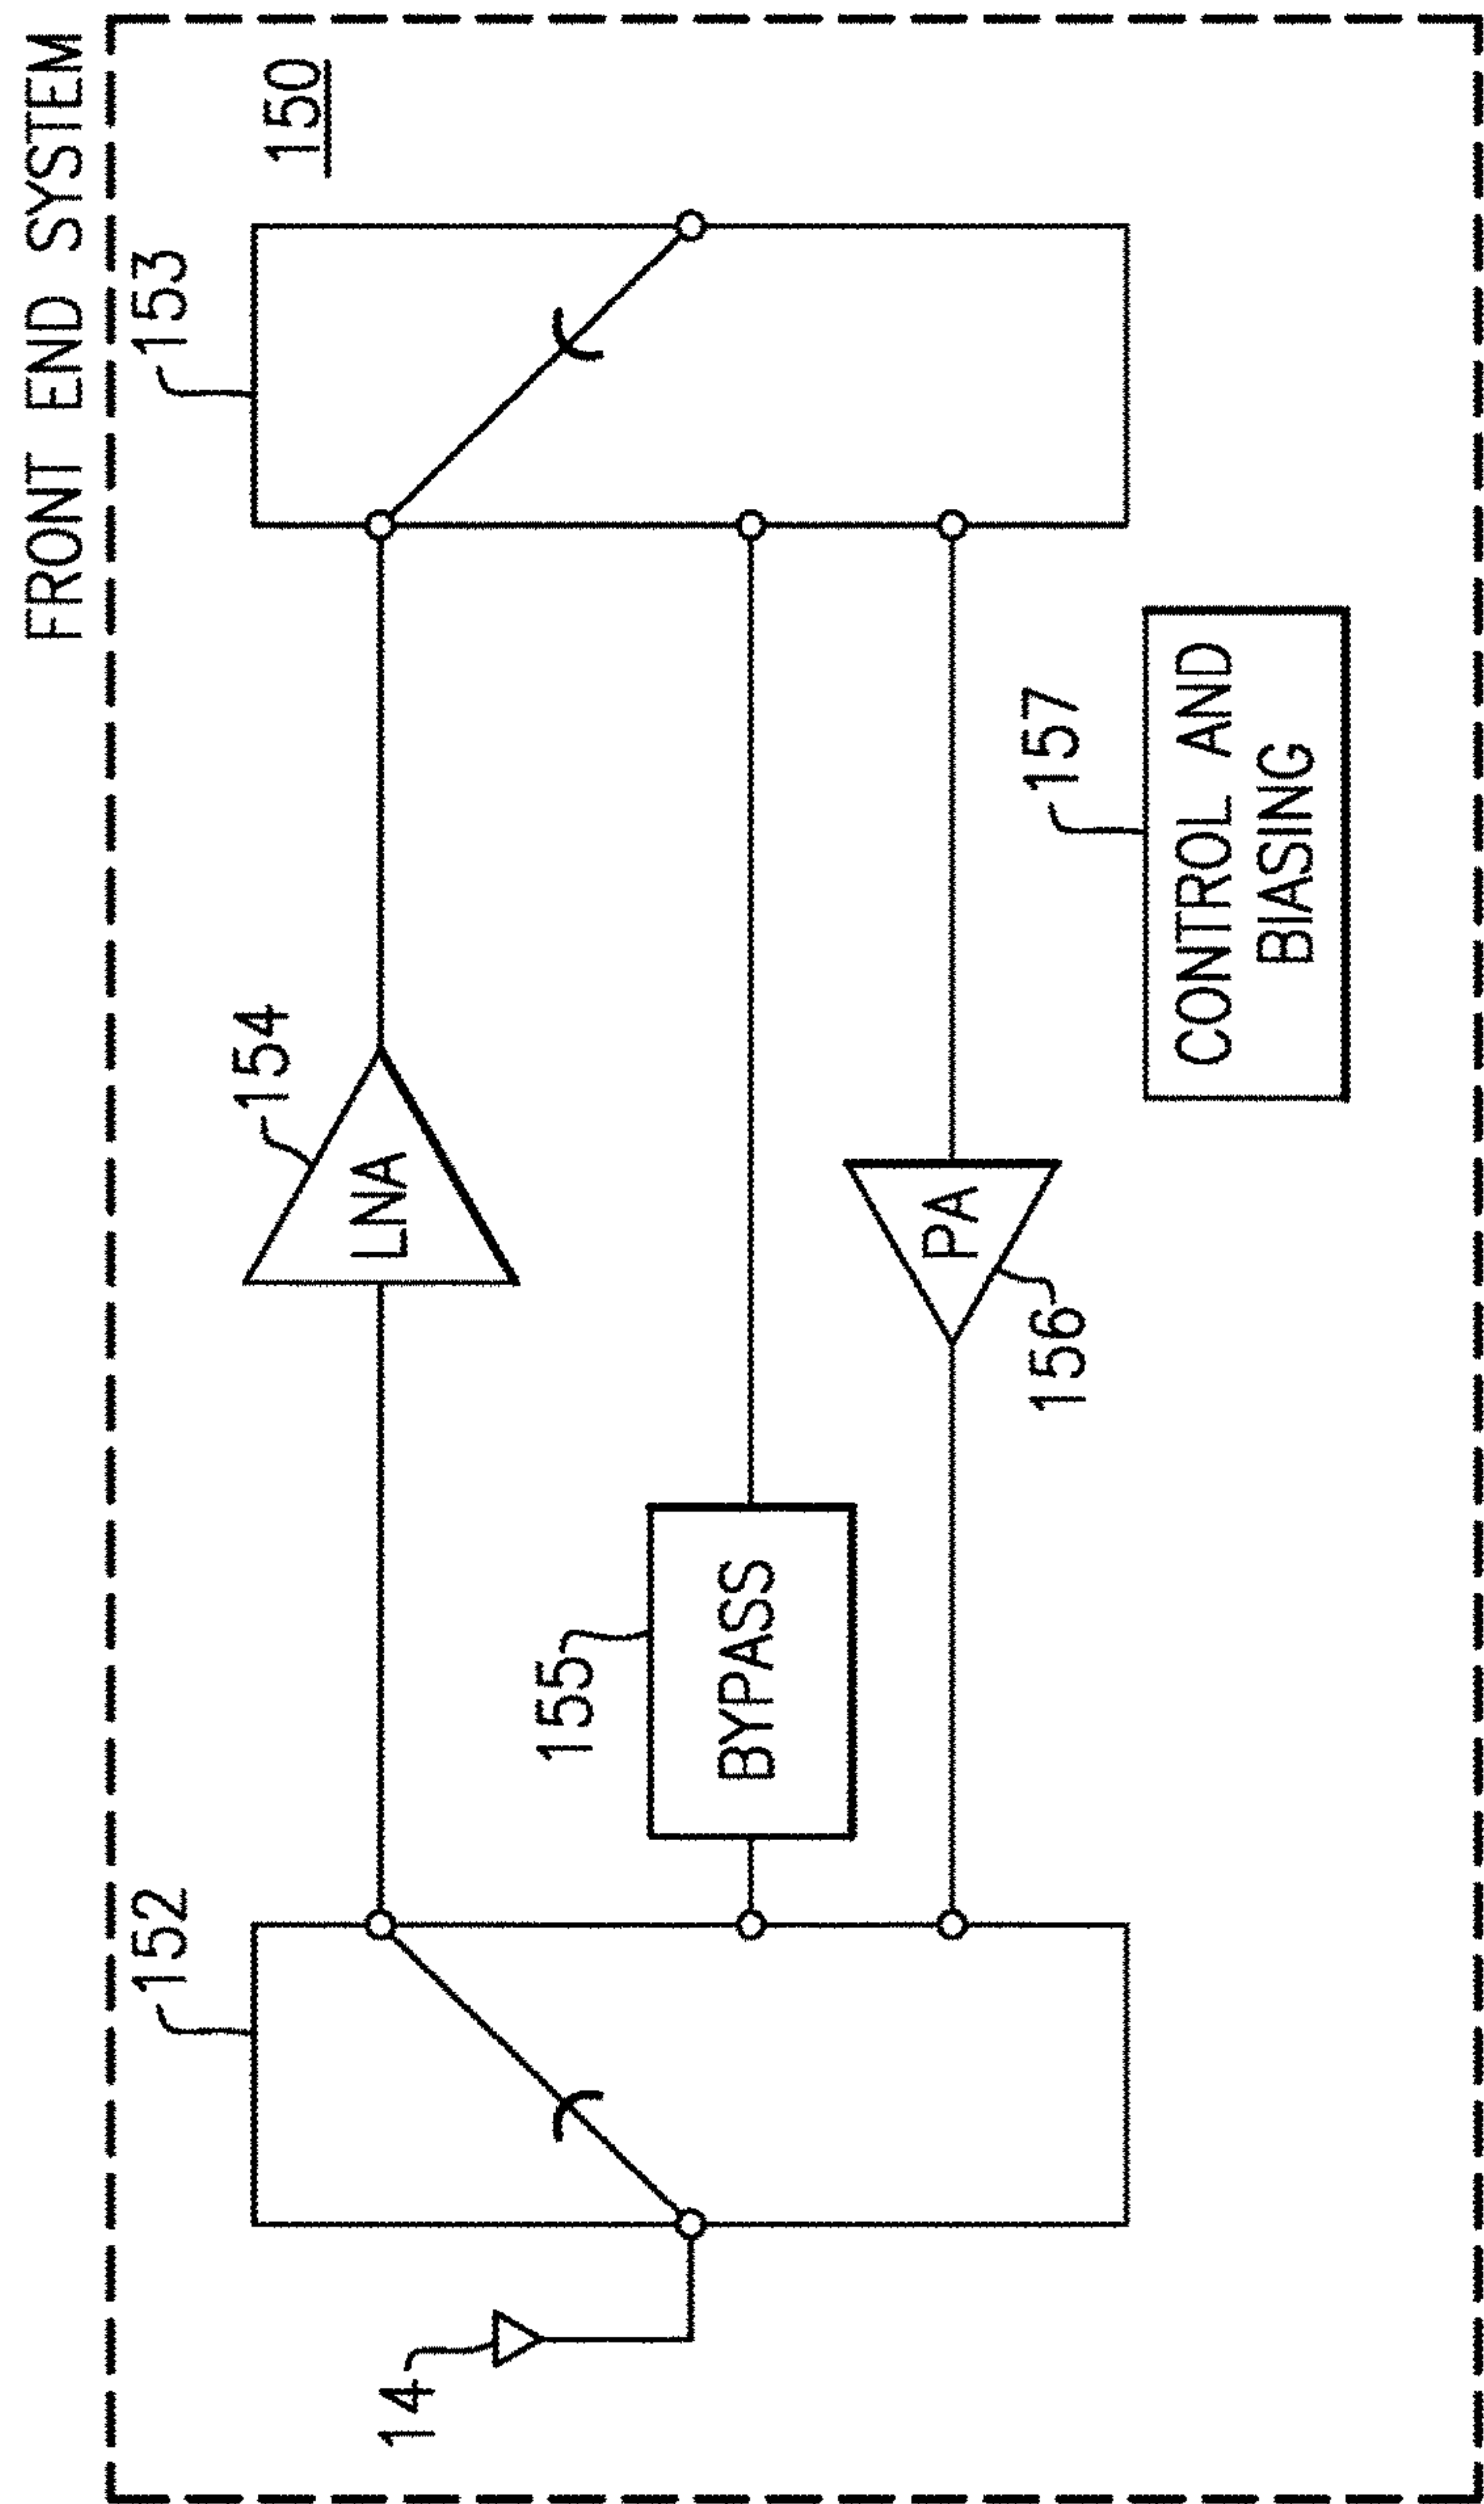 FRONT END SYSTEM
150
152
153
154
LNA
155
BYPASS
14
PA
156
157
CONTROL AND
BIASING